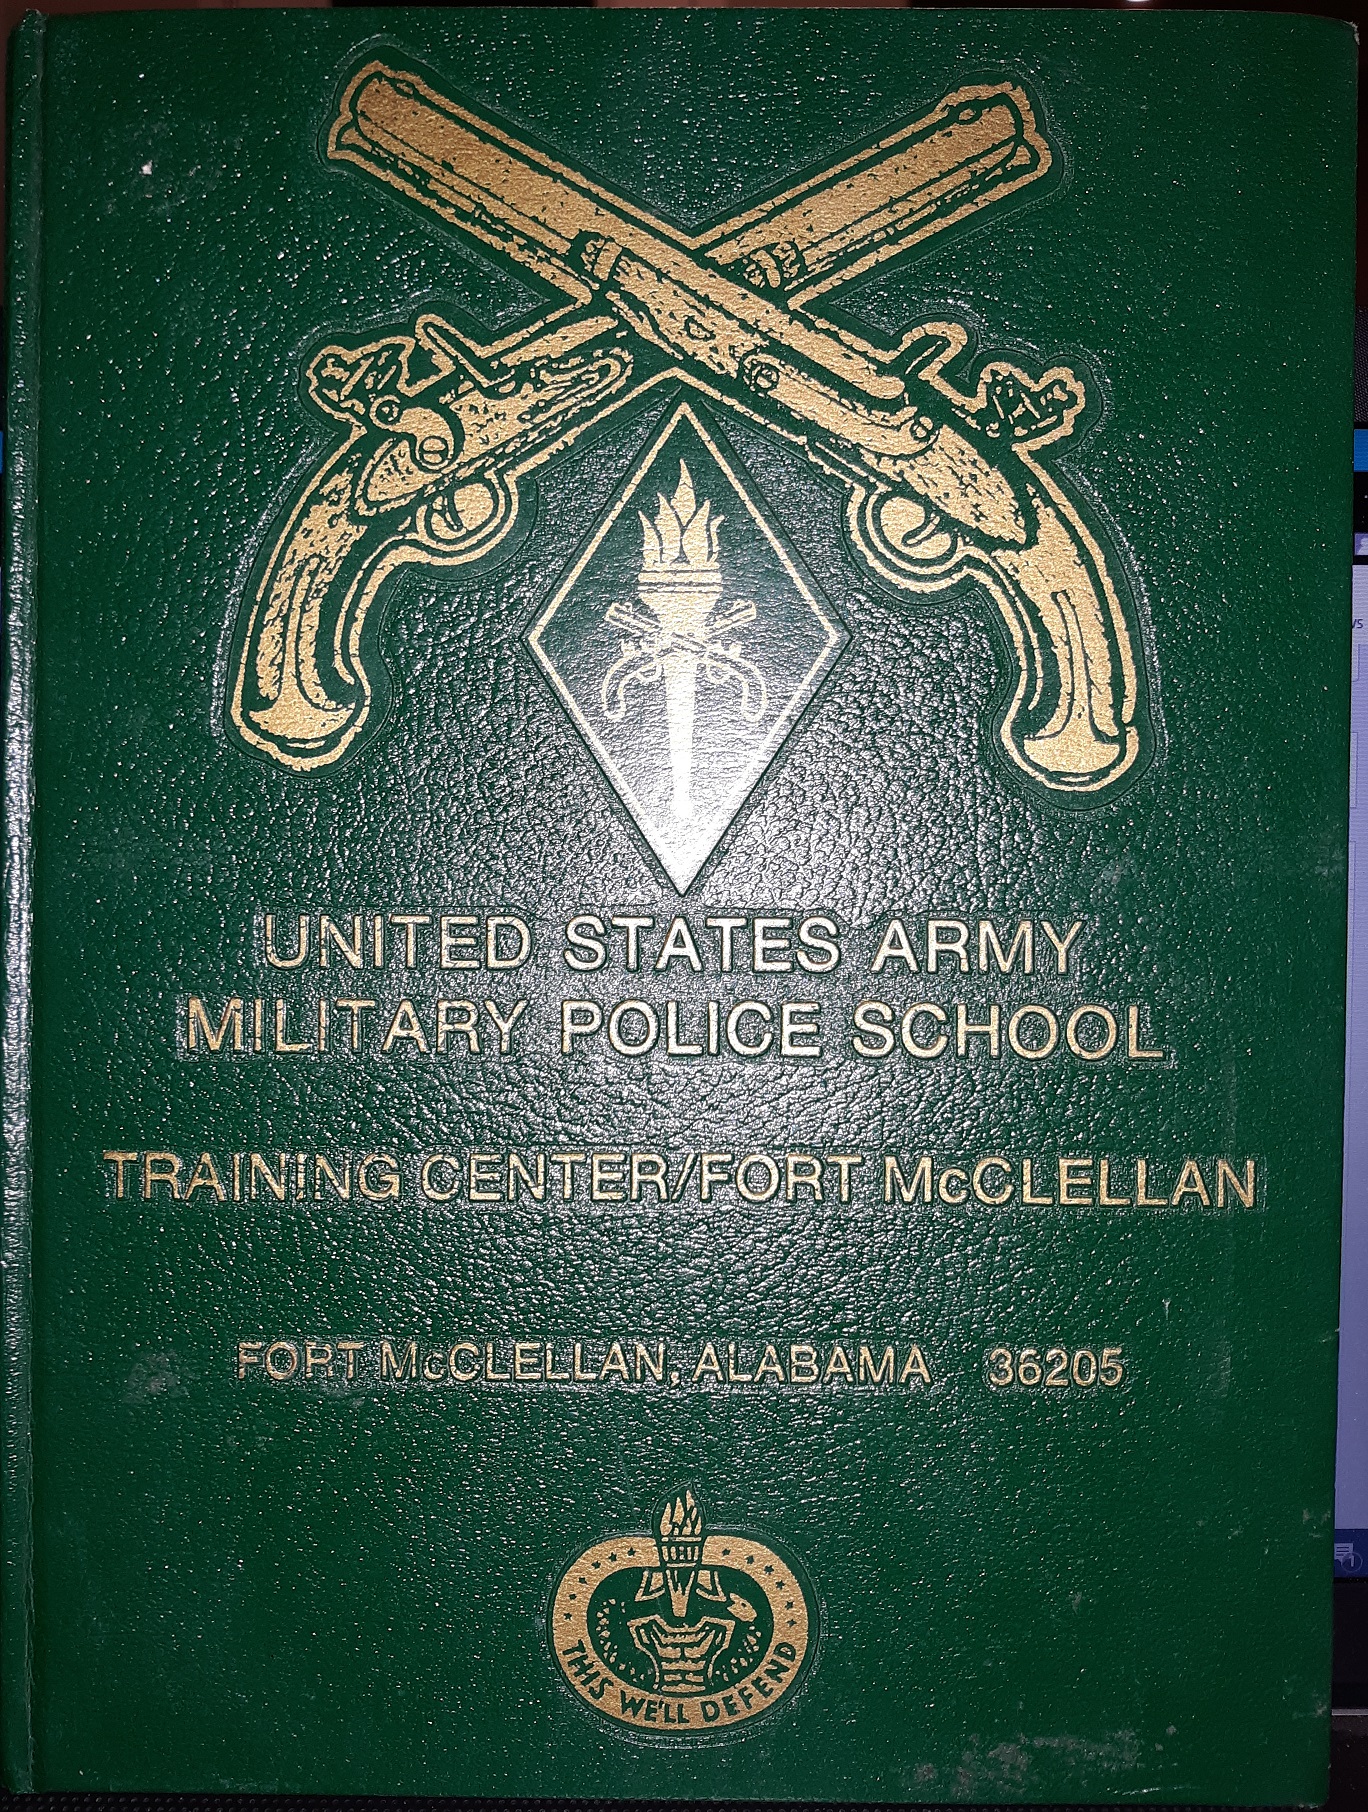 UNITED STATES ARMY
MILITARY POLICE SCHOOL
TRAINING CENTER/FORT McCLELLAN
FORT McCLELLAN, ALABAMA 36205
THIS WE'LL DEFEND